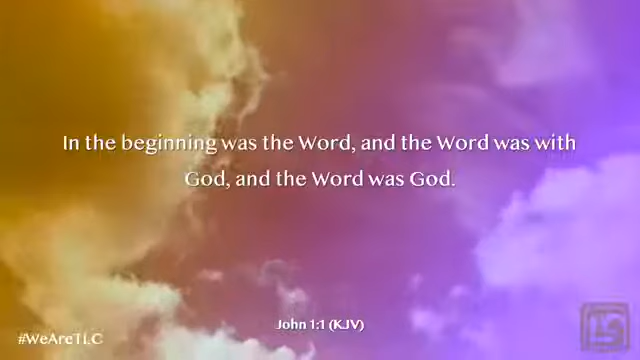 In the beginning was the Word, and the Word was with
God, and the Word was God.
John 1:1 (KJV)
#WeAreTLC